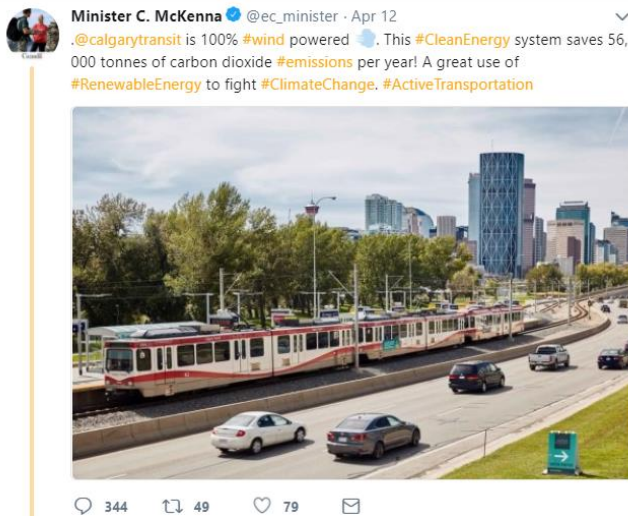 Minister C. McKenna @ec_minister · Apr 12
.@calgarytransit is 100% #wind powered 💨. This #CleanEnergy system saves 56,
000 tonnes of carbon dioxide #emissions per year! A great use of
#RenewableEnergy to fight #ClimateChange. #ActiveTransportation
344 49 79